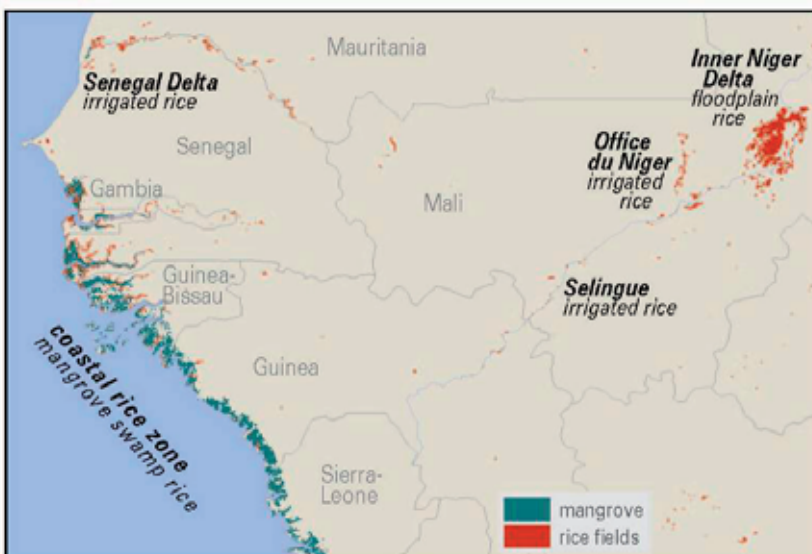 Mauritania
Senegal Delta
irrigated rice
Inner Niger
Delta
floodplain
rice
Senegal
Office
du Niger
irrigated
rice
Gambia
Mali
Guinea-
Bissau
Selingue
irrigated rice
coastal rice zone
mangrove swamp rice
Guinea
Sierra-
Leone
mangrove
rice fields